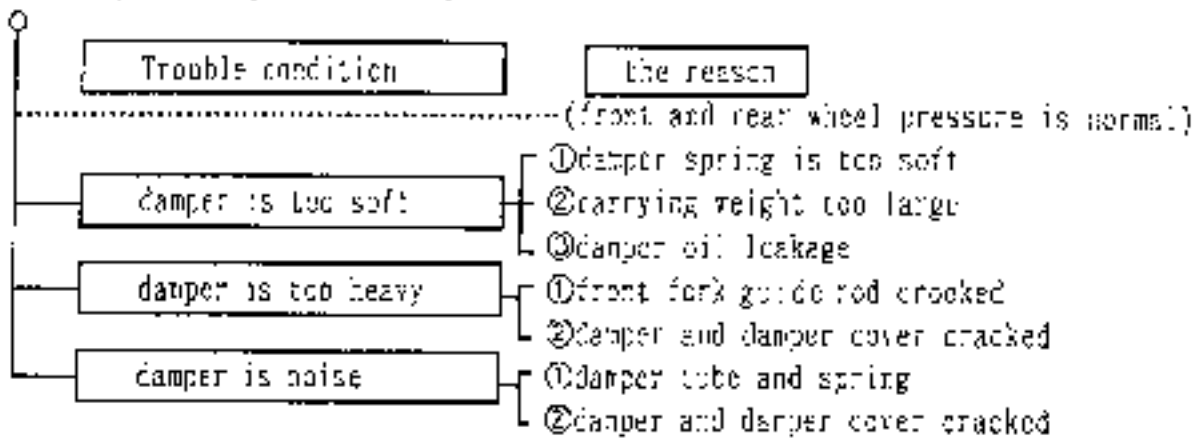 Trouble condition
the reason
(front and rear wheel pressure is normal)
①damper spring is too soft
damper is too soft
②carrying weight too large
③damper oil leakage
damper is too heavy
①front fork guide rod crooked
②damper and damper cover cracked
damper is noise
①damper tube and spring
②damper and damper cover cracked